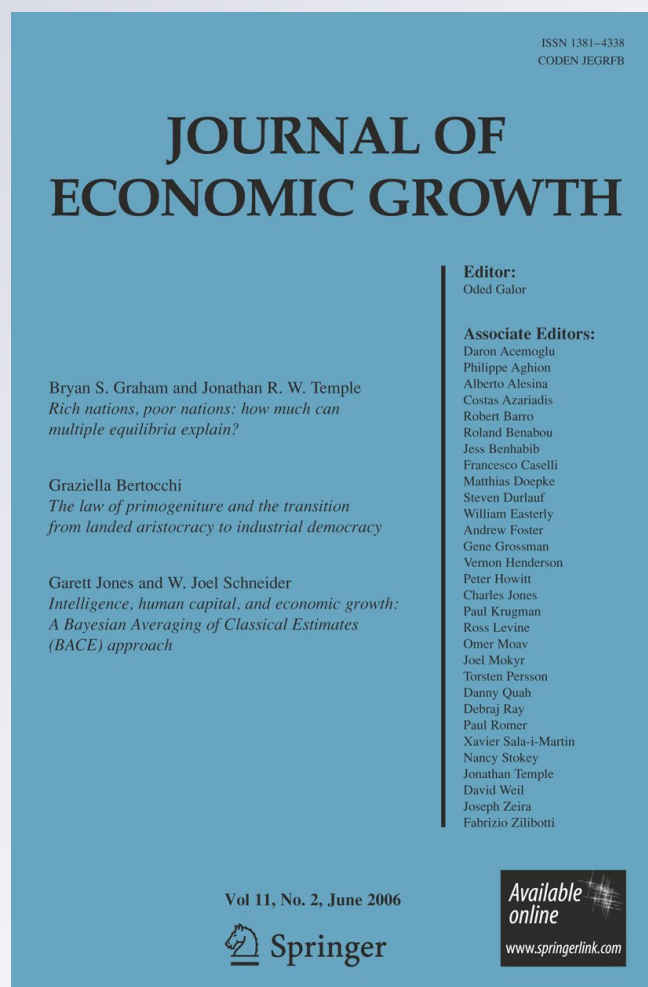 ISSN 1381–4338
CODEN JEGRFB
JOURNAL OF
ECONOMIC GROWTH
Bryan S. Graham and Jonathan R. W. Temple
Rich nations, poor nations: how much can
multiple equilibria explain?
Graziella Bertocchi
The law of primogeniture and the transition
from landed aristocracy to industrial democracy
Garett Jones and W. Joel Schneider
Intelligence, human capital, and economic growth:
A Bayesian Averaging of Classical Estimates
(BACE) approach
Editor:
Oded Galor
Associate Editors:
Daron Acemoglu
Philippe Aghion
Alberto Alesina
Costas Azariadis
Robert Barro
Roland Benabou
Jess Benhabib
Francesco Caselli
Matthias Doepke
Steven Durlauf
William Easterly
Andrew Foster
Gene Grossman
Vernon Henderson
Peter Howitt
Charles Jones
Paul Krugman
Ross Levine
Omer Moav
Joel Mokyr
Torsten Persson
Danny Quah
Debraj Ray
Paul Romer
Xavier Sala-i-Martin
Nancy Stokey
Jonathan Temple
David Weil
Joseph Zeira
Fabrizio Zilibotti
Vol 11, No. 2, June 2006
Springer
Available
online
www.springerlink.com